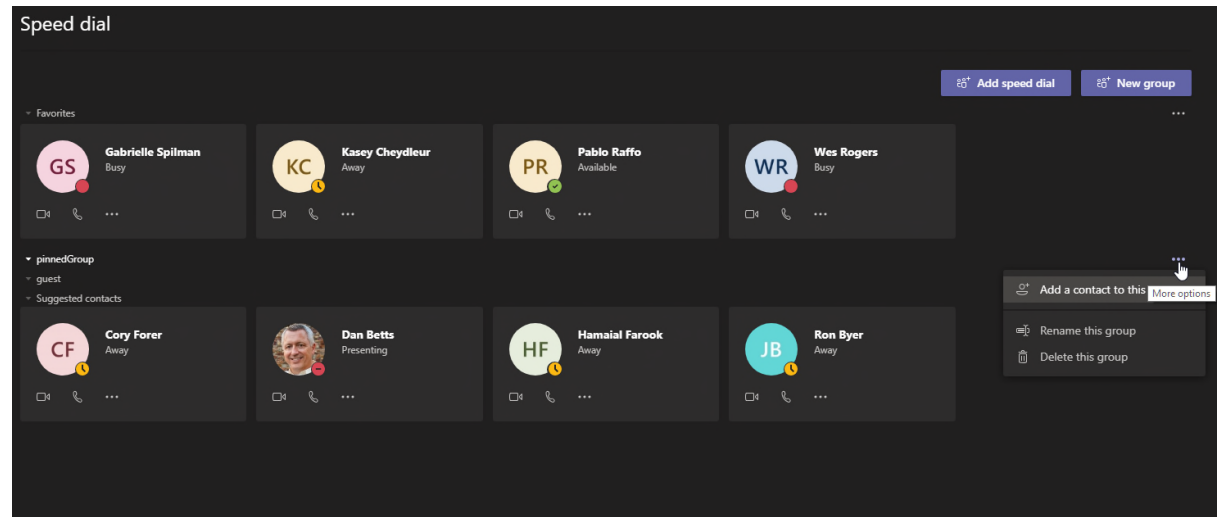 Speed dial
Add speed dial
New group
Favorites
GS
Gabrielle Spilman
Busy
KC
Kasey Cheydleur
Away
PR
Pablo Raffo
Available
WR
Wes Rogers
Busy
pinnedGroup
guest
Suggested contacts
Add a contact to this
More options
Rename this group
Delete this group
CF
Cory Forer
Away
Dan Betts
Presenting
HF
Hamaial Farook
Away
JB
Ron Byer
Away